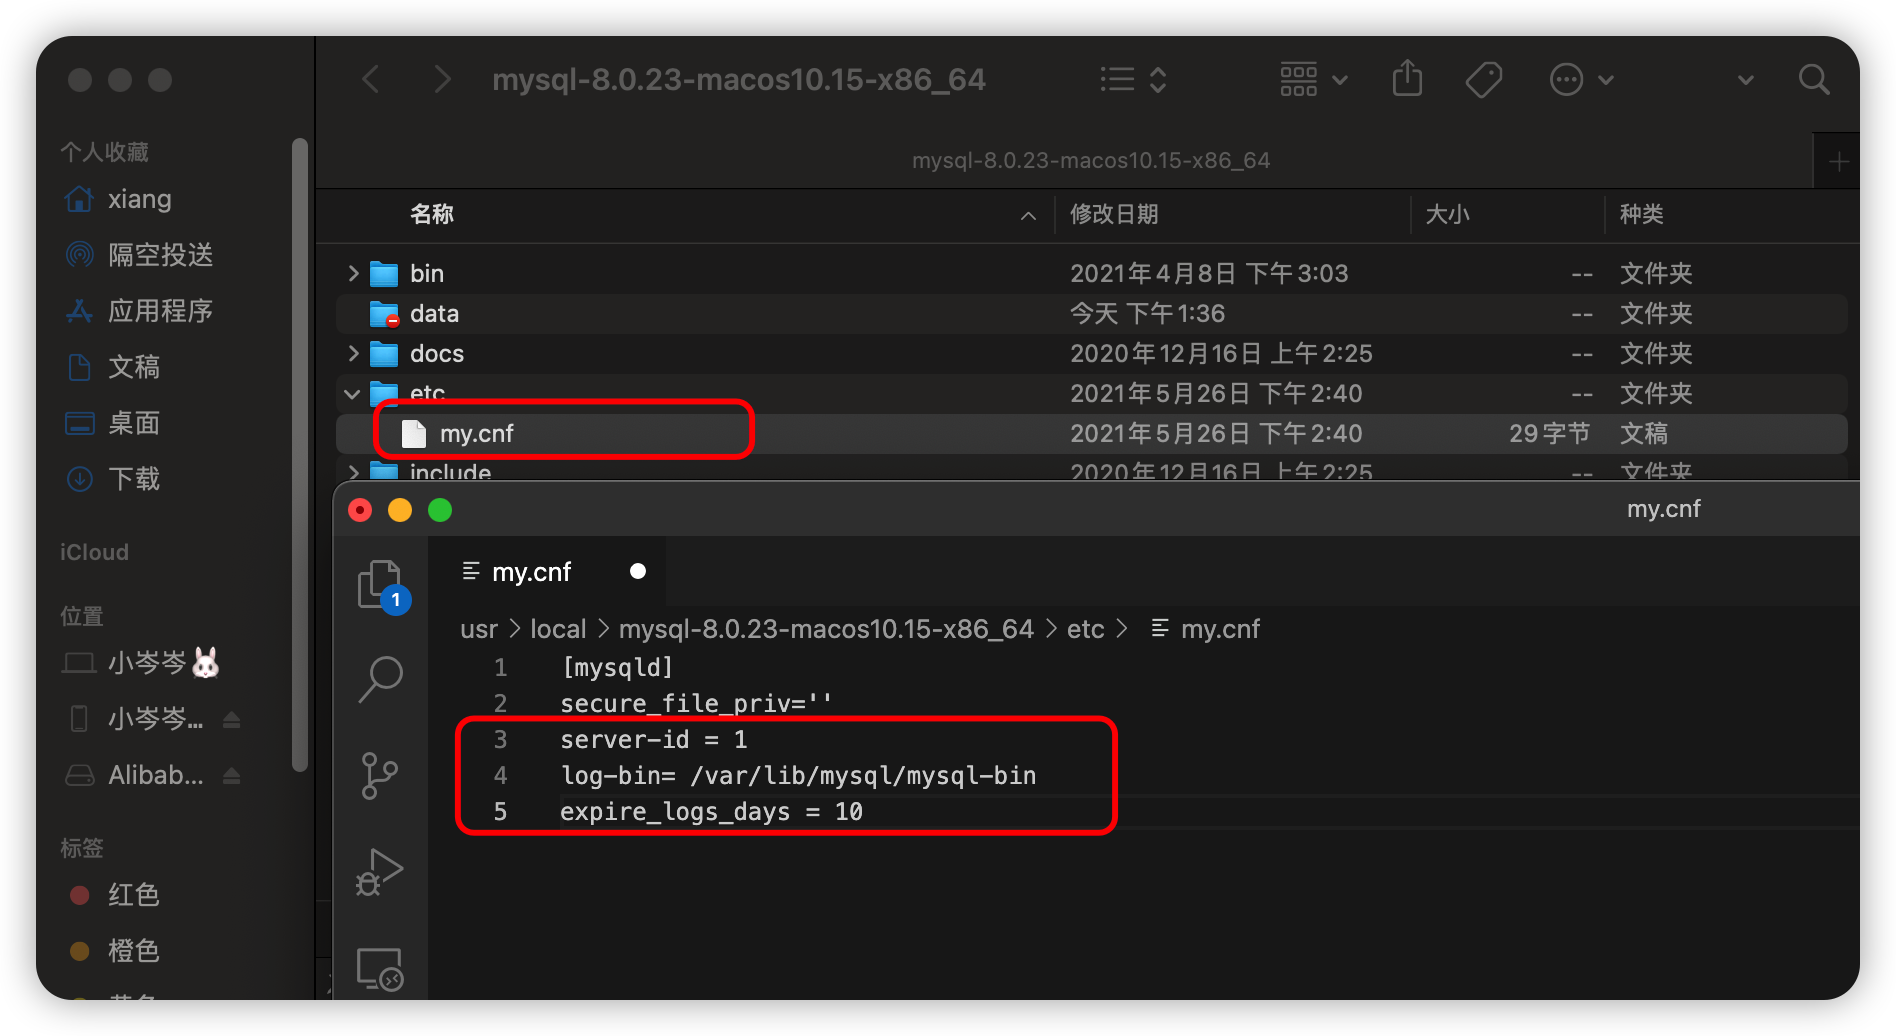 mysql-8.0.23-macos10.15-x86_64
mysql-8.0.23-macos10.15-x86_64
个人收藏
xiang
隔空投送
应用程序
文稿
桌面
下载
iCloud
位置
小岑岑🐰
小岑岑...
Alibab...
标签
红色
橙色
名称 修改日期 大小 种类
bin 2021年4月8日 下午3:03 -- 文件夹
data 今天 下午1:36 -- 文件夹
docs 2020年12月16日 上午2:25 -- 文件夹
etc 2021年5月26日 下午2:40 -- 文件夹
my.cnf 2021年5月26日 下午2:40 29字节 文稿
include 2020年12月16日 上午2:25 -- 文件夹
my.cnf
my.cnf
1
usr > local > mysql-8.0.23-macos10.15-x86_64 > etc > my.cnf
1 [mysqld]
2 secure_file_priv=''
3 server-id = 1
4 log-bin= /var/lib/mysql/mysql-bin
5 expire_logs_days = 10